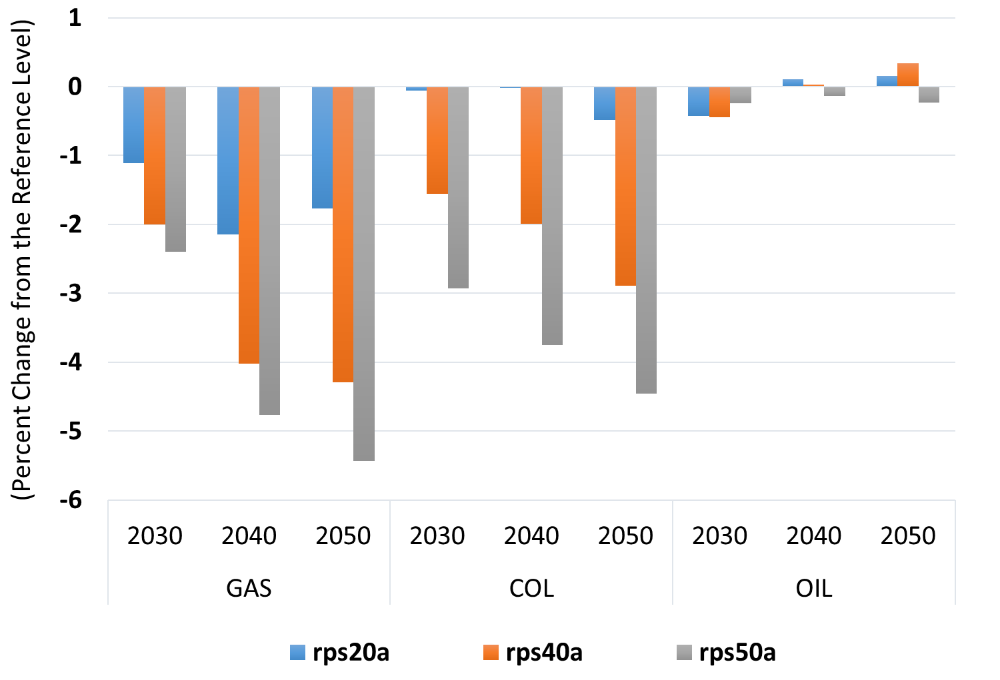 (Percent Change from the Reference Level)
1
0
-1
-2
-3
-4
-5
-6
2030 2040 2050 2030 2040 2050 2030 2040 2050
GAS COL OIL
rps20a rps40a rps50a